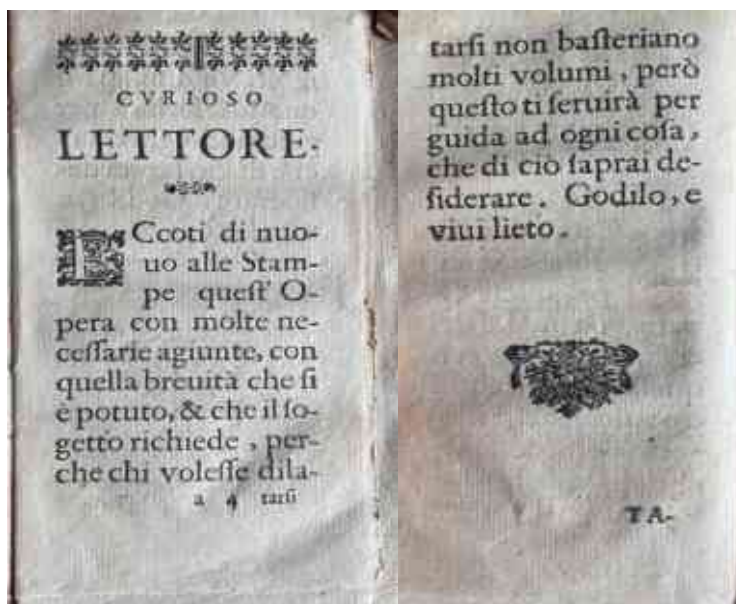 CVRIOSO
LETTORE.
ECcoti di nuo-
uo alle Stam-
pe queſt' O-
pera con molte ne-
ceſſarie agiunte, con
quella breuità che ſi
è potuto, & che il ſo-
getto richiede, per-
che chi voleſſe dila-
a 4 tarſi
tarſi non baſteriano
molti volumi, però
queſto ti ſeruirà per
guida ad ogni coſa,
che di ciò ſaprai de-
ſiderare. Godilo, e
viui lieto.
TA-